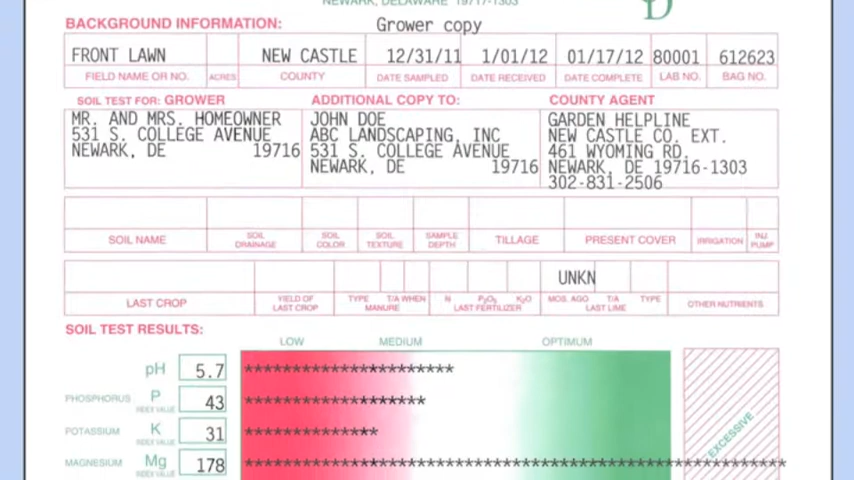 NEWARK, DELAWARE 19717-1303
D
BACKGROUND INFORMATION:
Grower copy
FRONT LAWN NEW CASTLE 12/31/11 1/01/12 01/17/12 80001 612623
FIELD NAME OR NO. ACRES COUNTY DATE SAMPLED DATE RECEIVED DATE COMPLETE LAB NO. BAG NO.
SOIL TEST FOR: GROWER ADDITIONAL COPY TO: COUNTY AGENT
MR. AND MRS. HOMEOWNER JOHN DOE GARDEN HELPLINE
531 S. COLLEGE AVENUE ABC LANDSCAPING, INC NEW CASTLE CO. EXT.
NEWARK, DE 19716 531 S. COLLEGE AVENUE 461 WYOMING RD.
NEWARK, DE 19716 NEWARK, DE 19716-1303
302-831-2506
SOIL NAME SOIL DRAINAGE SOIL COLOR SOIL TEXTURE SAMPLE DEPTH TILLAGE PRESENT COVER IRRIGATION INJ PUMP
UNKN
LAST CROP YIELD OF LAST CROP TYPE T/A WHEN MANURE N P2O5 K2O LAST FERTILIZER MOS. AGO T/A TYPE LAST LIME OTHER NUTRIENTS
SOIL TEST RESULTS:
LOW MEDIUM OPTIMUM
pH 5.7 **********************
PHOSPHORUS P INDEX VALUE 43 *******************
POTASSIUM K INDEX VALUE 31 **************
MAGNESIUM Mg INDEX VALUE 178 *********************************************************
EXCESSIVE